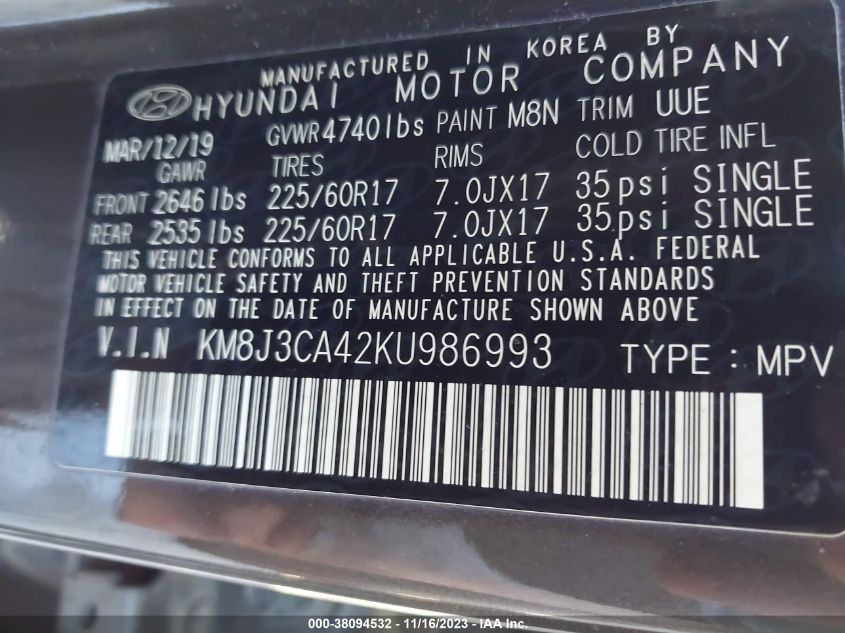 MANUFACTURED IN KOREA BY
HYUNDAI MOTOR COMPANY
MAR/12/19 GVWR 4740lbs PAINT M8N TRIM UUE
GAWR TIRES RIMS COLD TIRE INFL
FRONT 2646 lbs 225/60R17 7.0JX17 35psi SINGLE
REAR 2535 lbs 225/60R17 7.0JX17 35psi SINGLE
THIS VEHICLE CONFORMS TO ALL APPLICABLE U.S.A. FEDERAL
MOTOR VEHICLE SAFETY AND THEFT PREVENTION STANDARDS
IN EFFECT ON THE DATE OF MANUFACTURE SHOWN ABOVE
V.I.N KM8J3CA42KU986993 TYPE : MPV
000-38094532 - 11/16/2023 - IAA Inc.